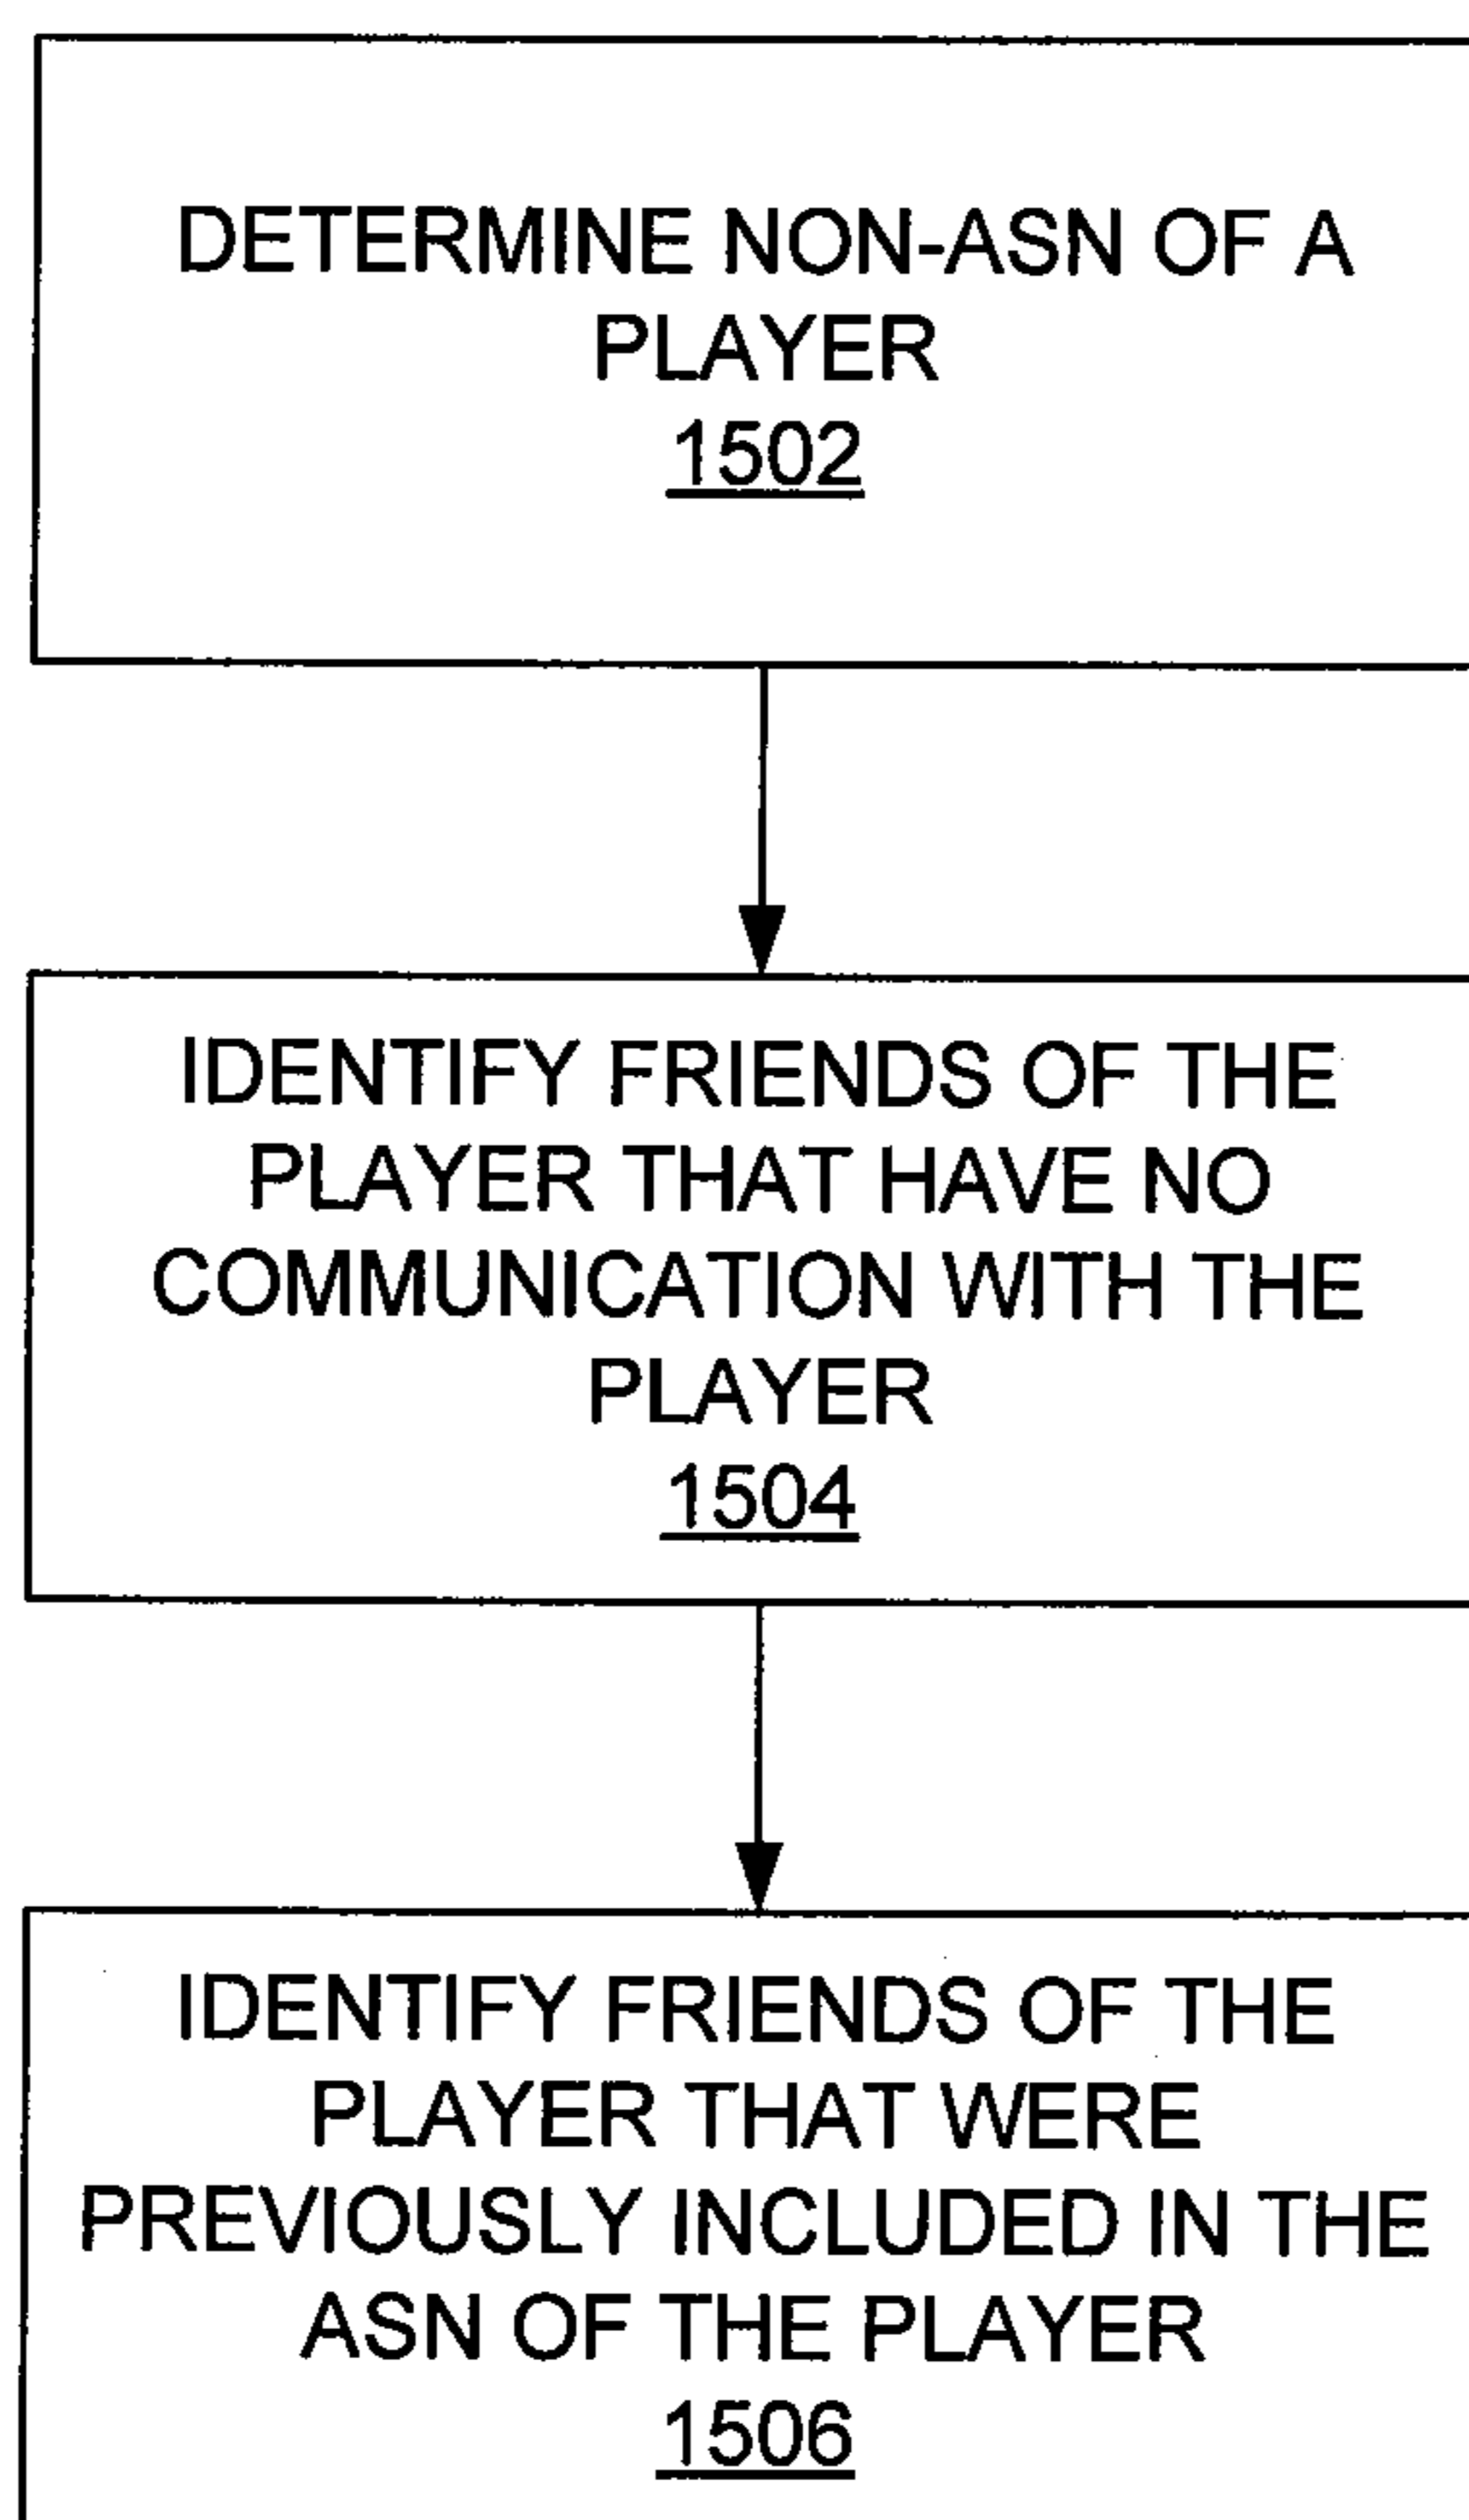 DETERMINE NON-ASN OF A
PLAYER
1502
IDENTIFY FRIENDS OF THE
PLAYER THAT HAVE NO
COMMUNICATION WITH THE
PLAYER
1504
IDENTIFY FRIENDS OF THE
PLAYER THAT WERE
PREVIOUSLY INCLUDED IN THE
ASN OF THE PLAYER
1506